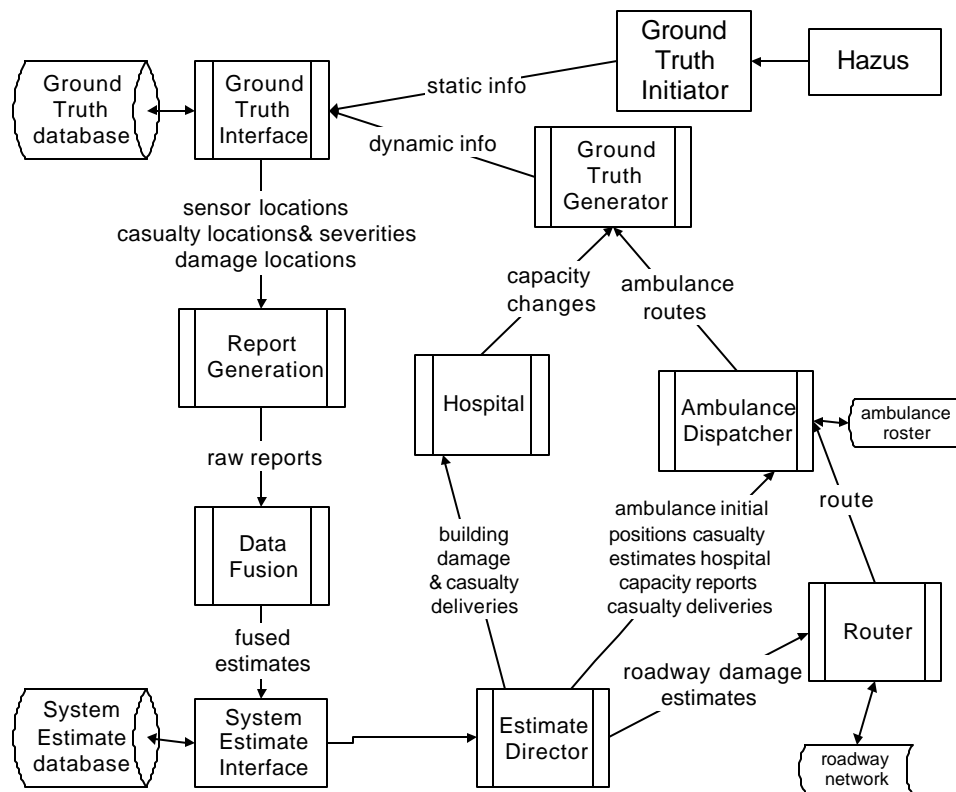 Ground
Truth
Initiator
Hazus
Ground
Truth
database
Ground
Truth
Interface
static info
dynamic info
Ground
Truth
Generator
sensor locations
casualty locations& severities
damage locations
capacity
changes
ambulance
routes
Report
Generation
Hospital
Ambulance
Dispatcher
ambulance
roster
raw reports
route
Data
Fusion
building
damage
& casualty
deliveries
ambulance initial
positions casualty
estimates hospital
capacity reports
casualty deliveries
Router
fused
estimates
roadway damage
estimates
System
Estimate
database
System
Estimate
Interface
Estimate
Director
roadway
network